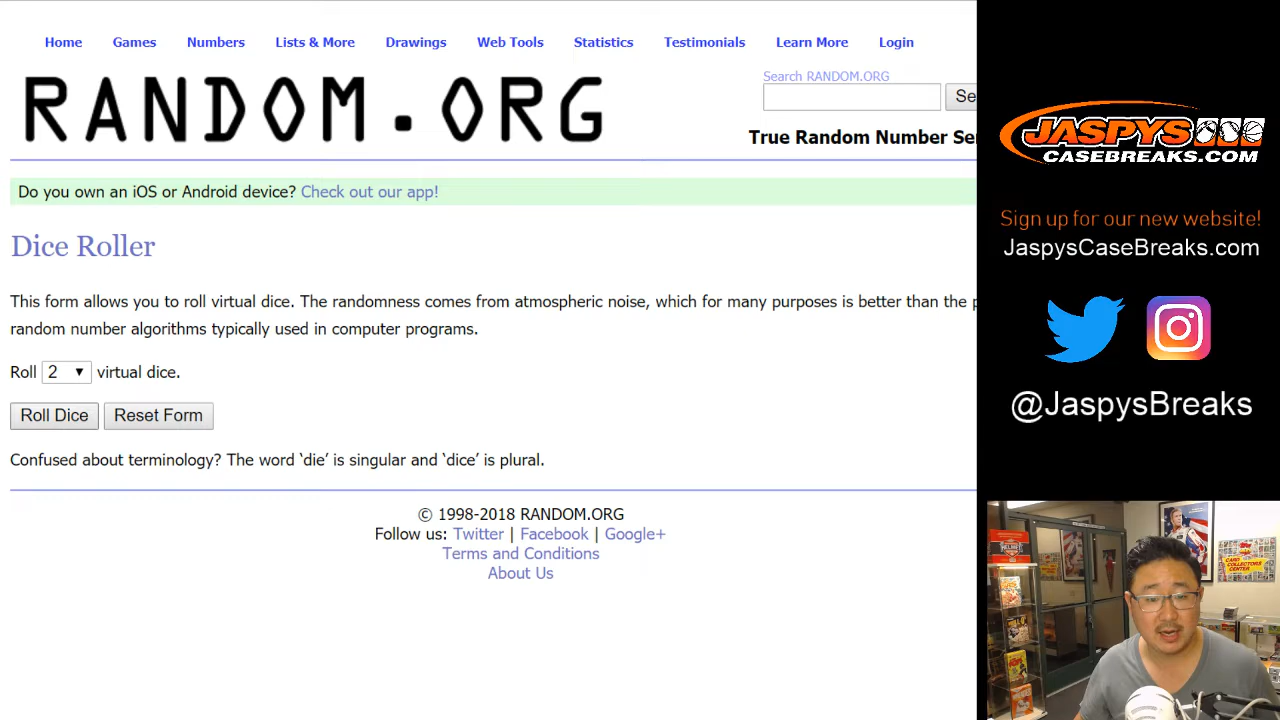 Home Games Numbers Lists & More Drawings Web Tools Statistics Testimonials Learn More Login
RANDOM.ORG
Search RANDOM.ORG
Se
True Random Number Se
Do you own an iOS or Android device? Check out our app!
Dice Roller
This form allows you to roll virtual dice. The randomness comes from atmospheric noise, which for many purposes is better than the
random number algorithms typically used in computer programs.
Roll 2 ▼ virtual dice.
Roll Dice Reset Form
Confused about terminology? The word ‘die’ is singular and ‘dice’ is plural.
© 1998-2018 RANDOM.ORG
Follow us: Twitter | Facebook | Google+
Terms and Conditions
About Us
JASPYS
CASEBREAKS.COM
Sign up for our new website!
JaspysCaseBreaks.com
@JaspysBreaks
CARD
COLLECTORS
CENTER